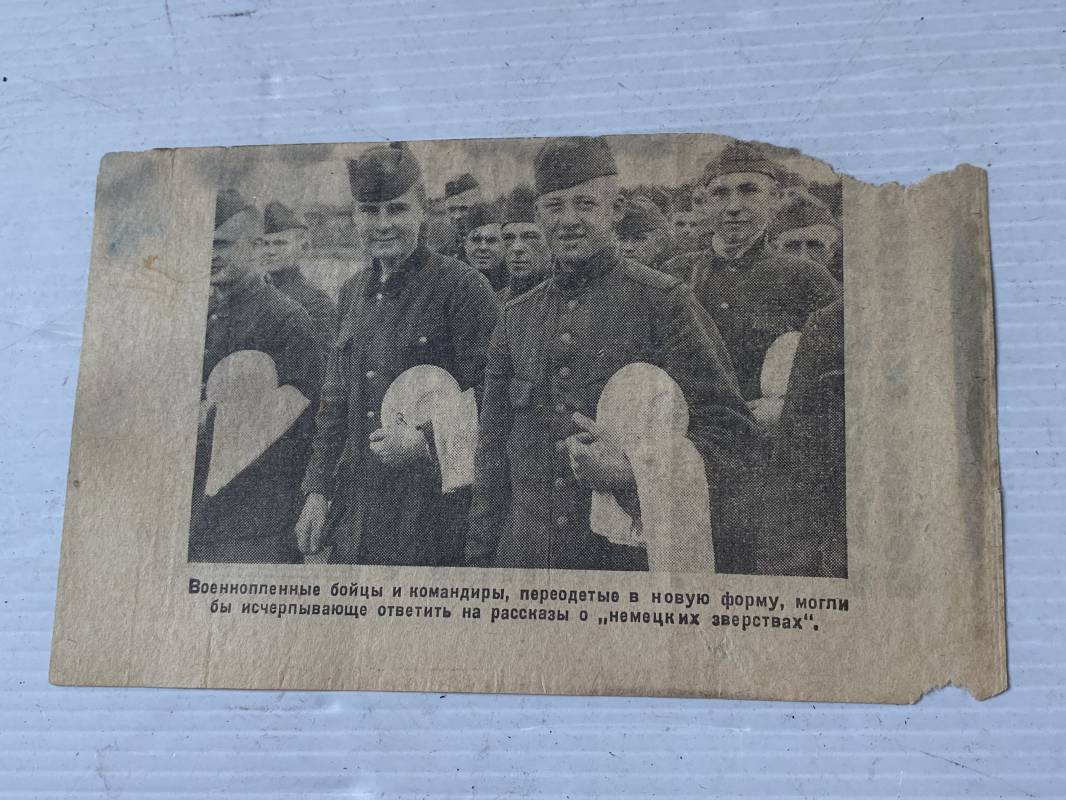 Военнопленные бойцы и командиры, переодетые в новую форму, могли
бы исчерпывающе ответить на рассказы о „немецких зверствах“.